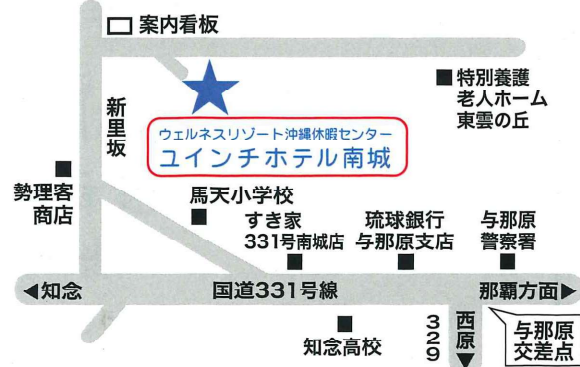 案内看板
特別養護
老人ホーム
東雲の丘
新里坂
ウェルネスリゾート沖縄休暇センター
ユインチホテル南城
勢理客
商店
馬天小学校
すき家
331号南城店
琉球銀行
与那原支店
与那原
警察署
◀知念
国道331号線
那覇方面▶
知念高校
329
西原▼
与那原
交差点